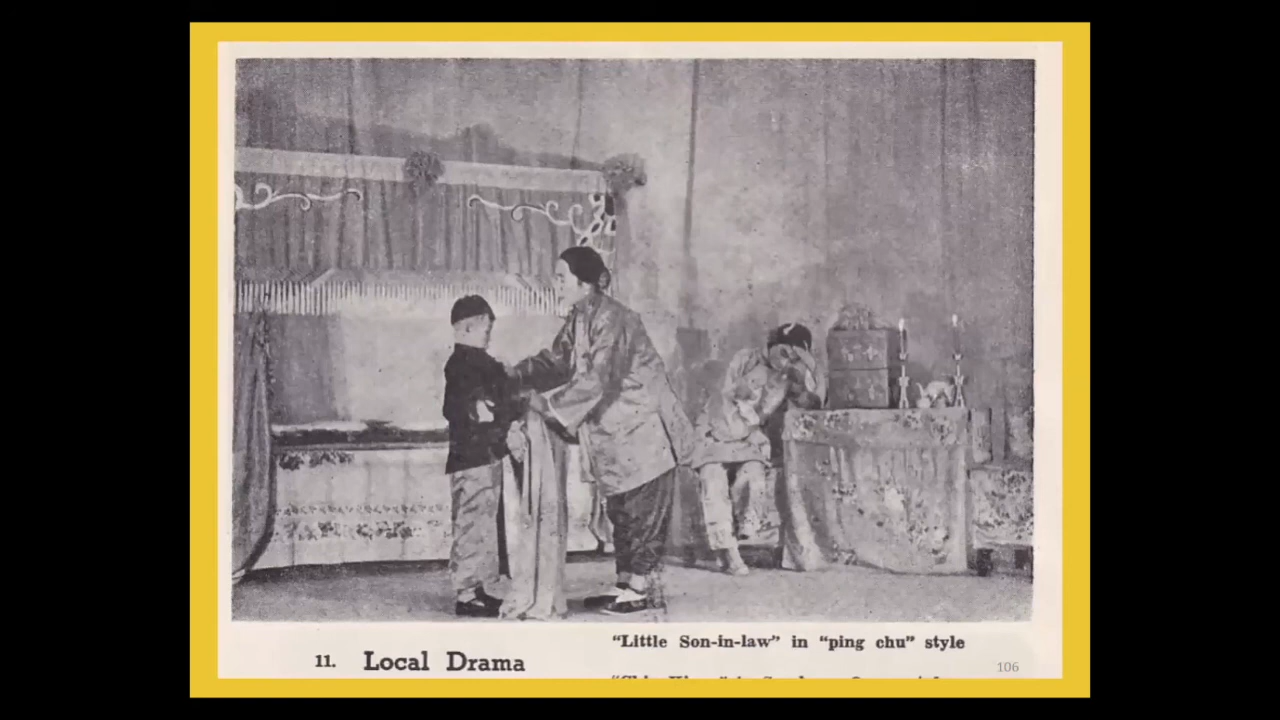 "Little Son-in-law" in "ping chu" style
11. Local Drama
106